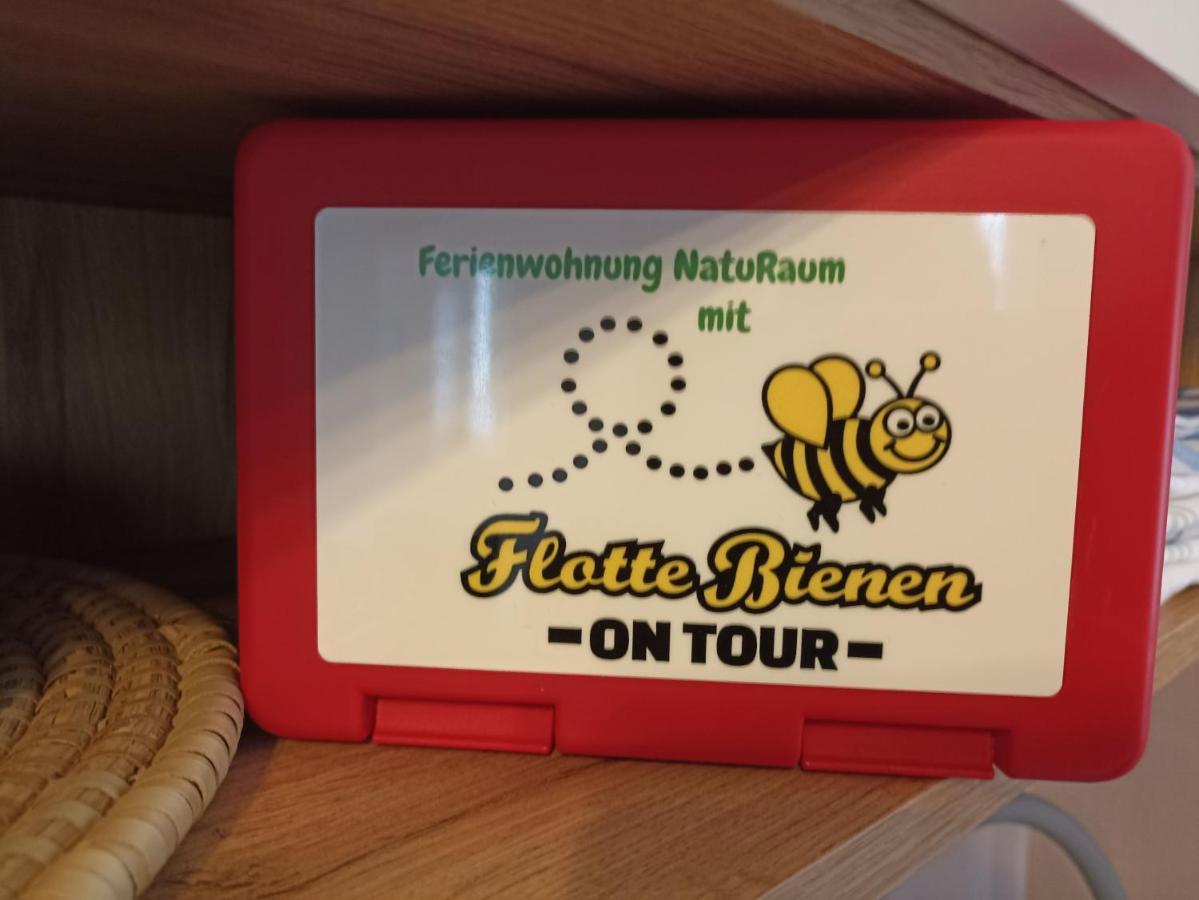 Ferienwohnung NatuRaum
mit
Flotte Bienen
-ON TOUR-